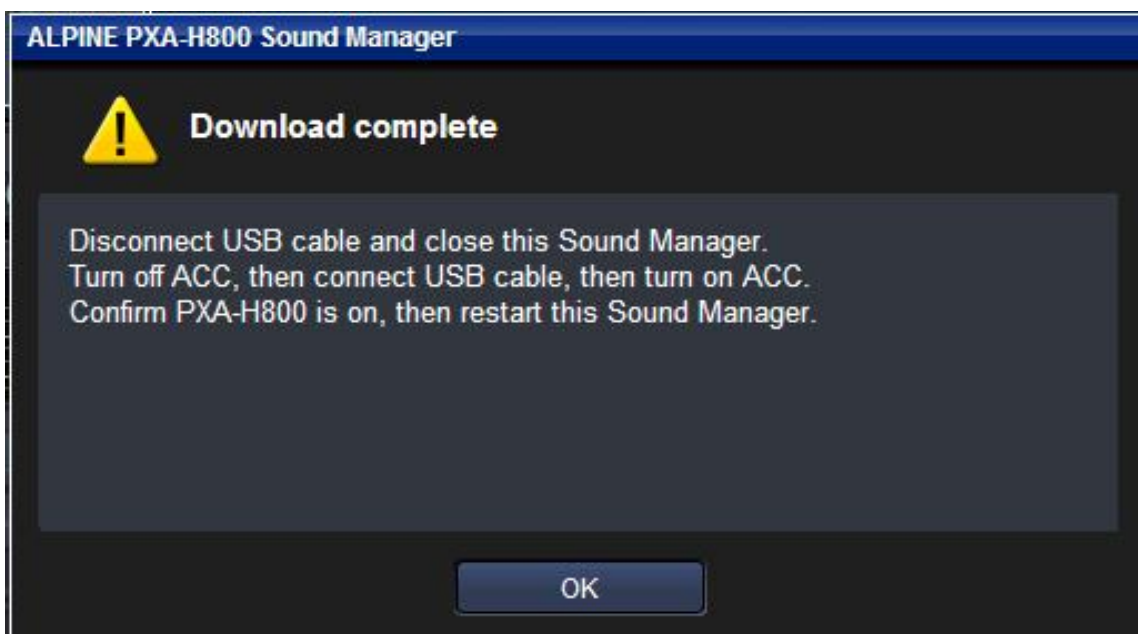 ALPINE PXA-H800 Sound Manager
Download complete
Disconnect USB cable and close this Sound Manager.
Turn off ACC, then connect USB cable, then turn on ACC.
Confirm PXA-H800 is on, then restart this Sound Manager.
OK